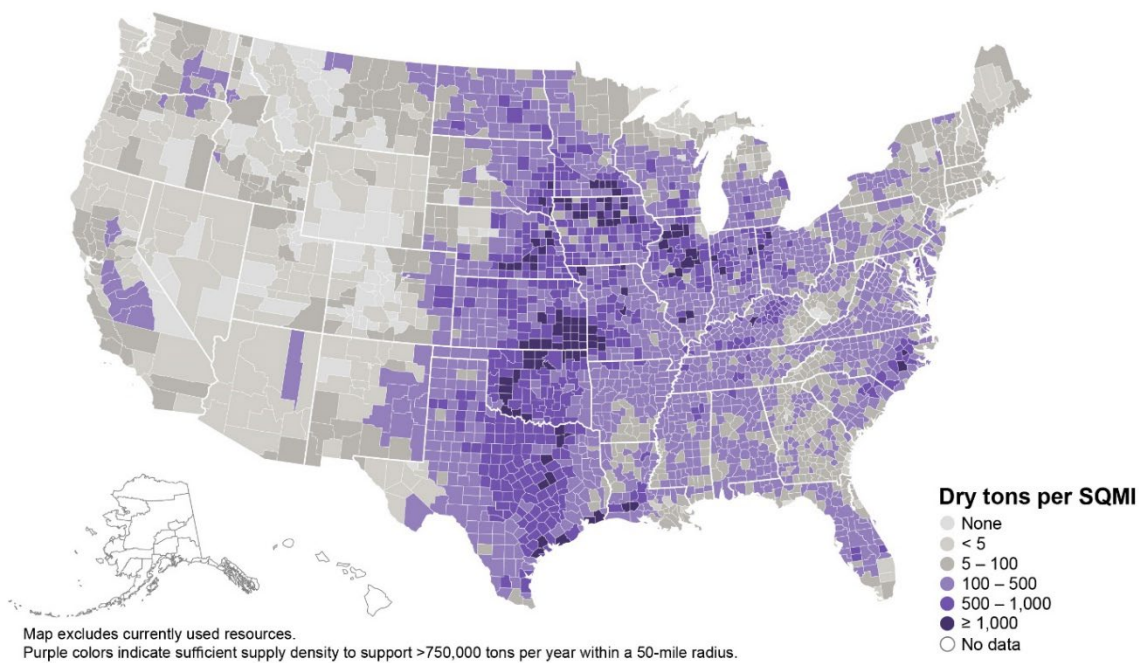 Dry tons per SQMI
None
< 5
5 – 100
100 – 500
500 – 1,000
≥ 1,000
No data
Map excludes currently used resources.
Purple colors indicate sufficient supply density to support >750,000 tons per year within a 50-mile radius.